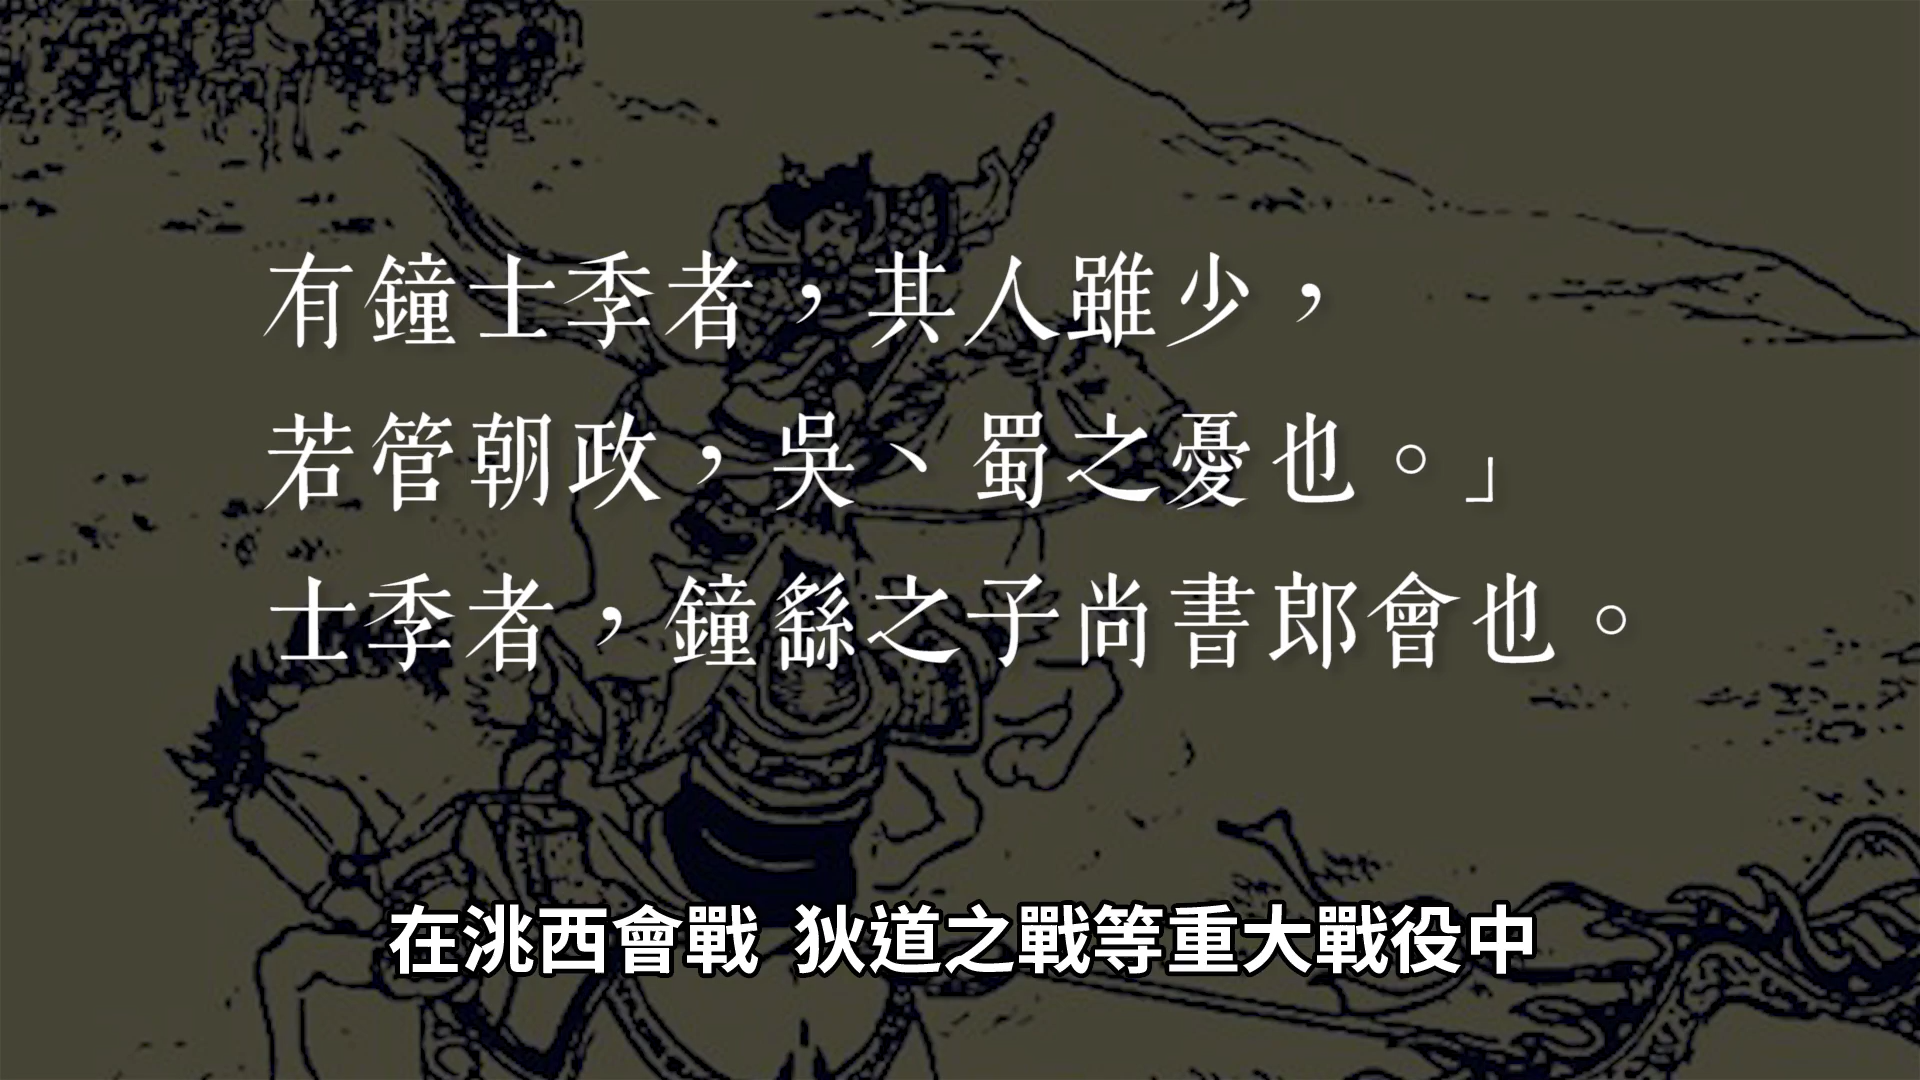 有鐘士季者，其人雖少，
若管朝政，吳、蜀之憂也。」
士季者，鐘繇之子尚書郎會也。
在洮西會戰 狄道之戰等重大戰役中